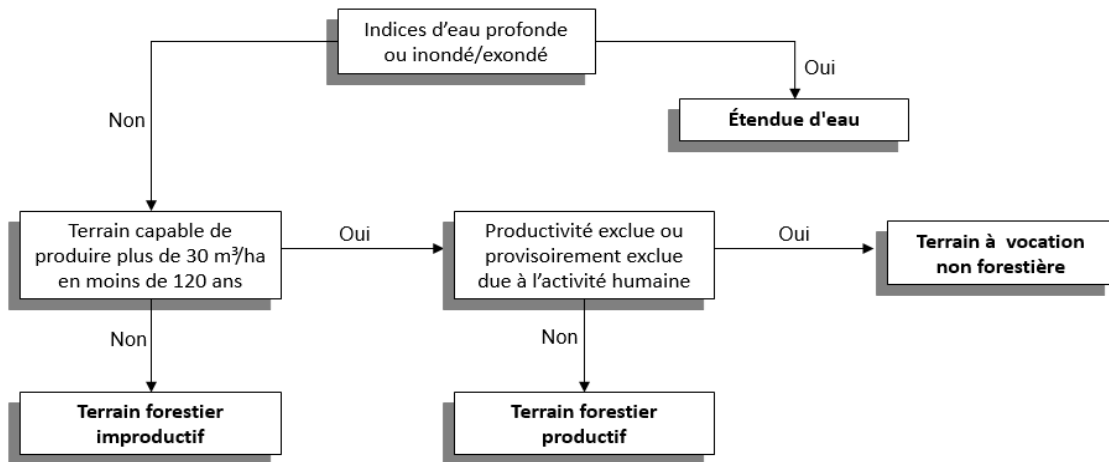 Indices d’eau profonde
ou inondé/exondé
Oui
Non
Étendue d'eau
Terrain capable de
produire plus de 30 m³/ha
en moins de 120 ans
Oui
Productivité exclue ou
provisoirement exclue
due à l’activité humaine
Oui
Terrain à vocation
non forestière
Non
Non
Terrain forestier
improductif
Terrain forestier
productif